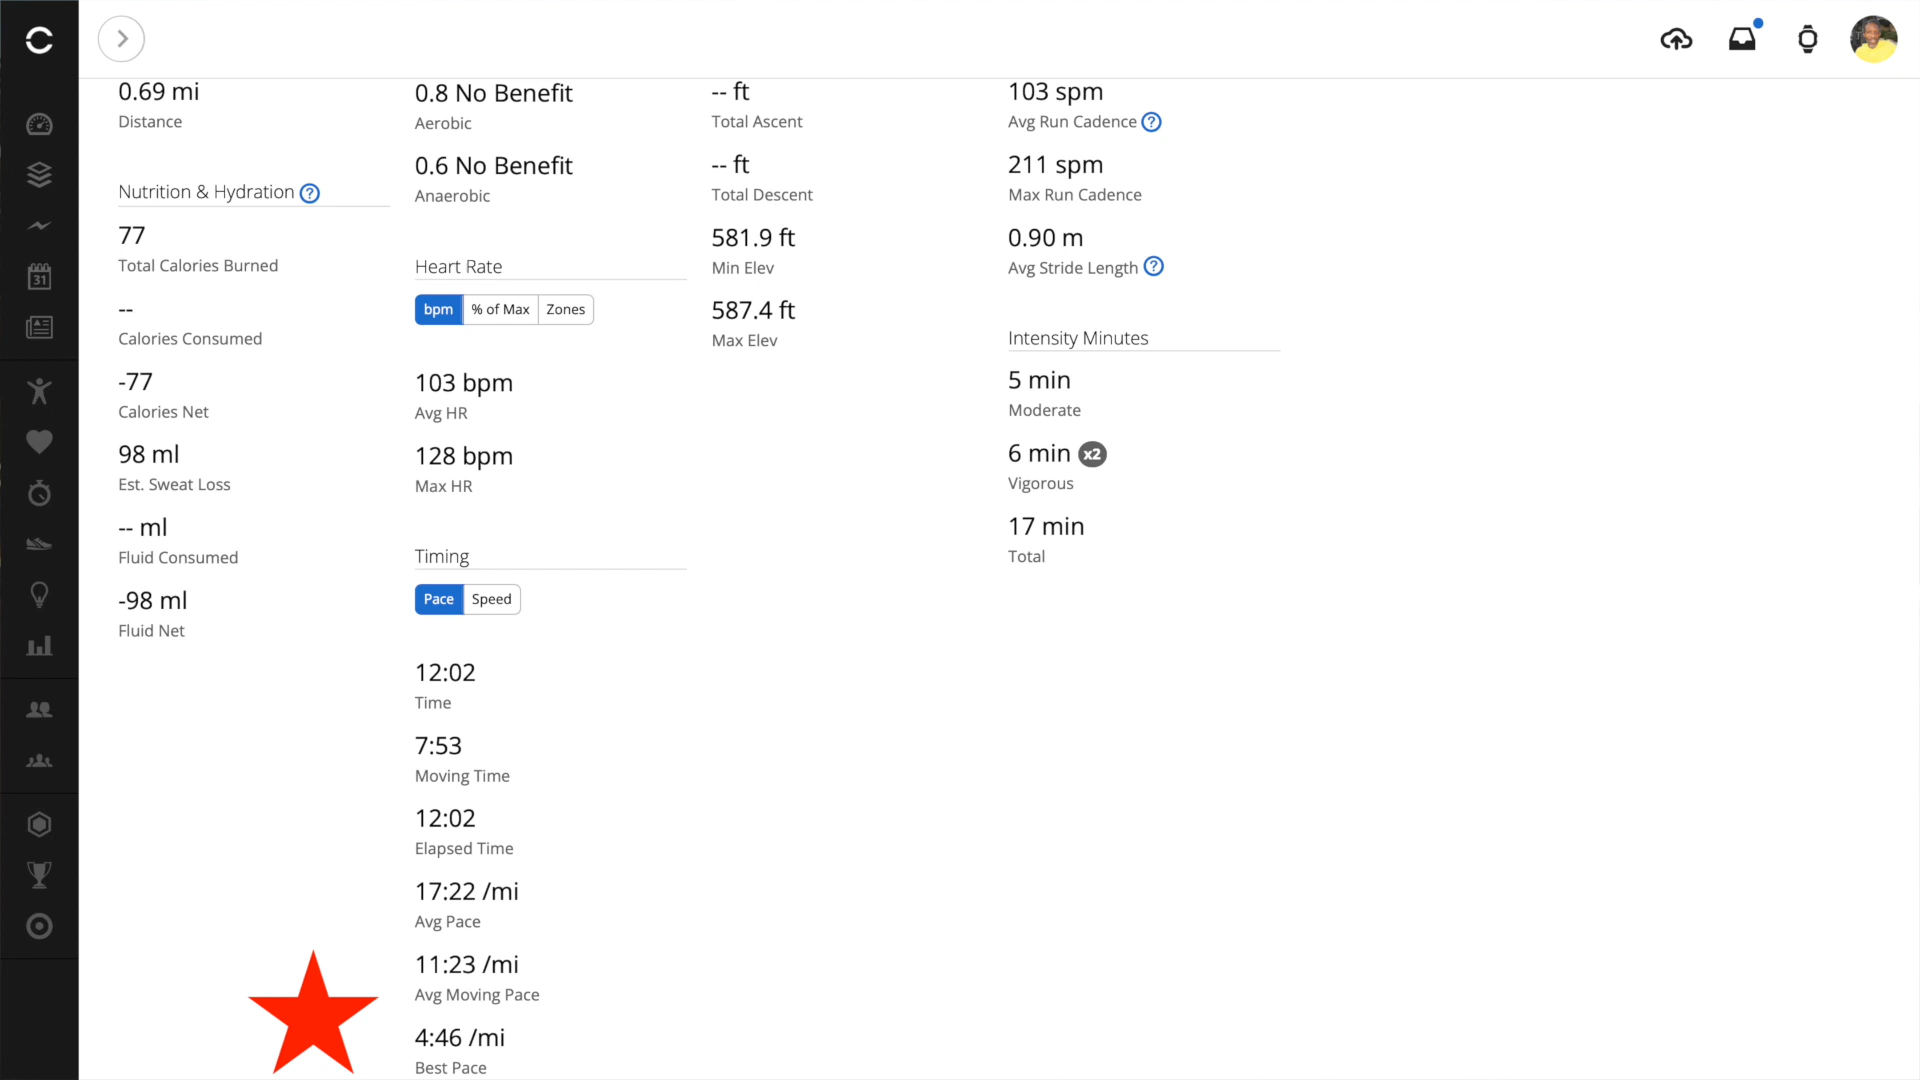 0.69 mi
Distance
Nutrition & Hydration ?
77
Total Calories Burned
--
Calories Consumed
-77
Calories Net
98 ml
Est. Sweat Loss
-- ml
Fluid Consumed
-98 ml
Fluid Net
0.8 No Benefit
Aerobic
0.6 No Benefit
Anaerobic
Heart Rate
bpm % of Max Zones
103 bpm
Avg HR
128 bpm
Max HR
Timing
Pace Speed
12:02
Time
7:53
Moving Time
12:02
Elapsed Time
17:22 /mi
Avg Pace
11:23 /mi
Avg Moving Pace
4:46 /mi
Best Pace
-- ft
Total Ascent
-- ft
Total Descent
581.9 ft
Min Elev
587.4 ft
Max Elev
103 spm
Avg Run Cadence ?
211 spm
Max Run Cadence
0.90 m
Avg Stride Length ?
Intensity Minutes
5 min
Moderate
6 min x2
Vigorous
17 min
Total
31